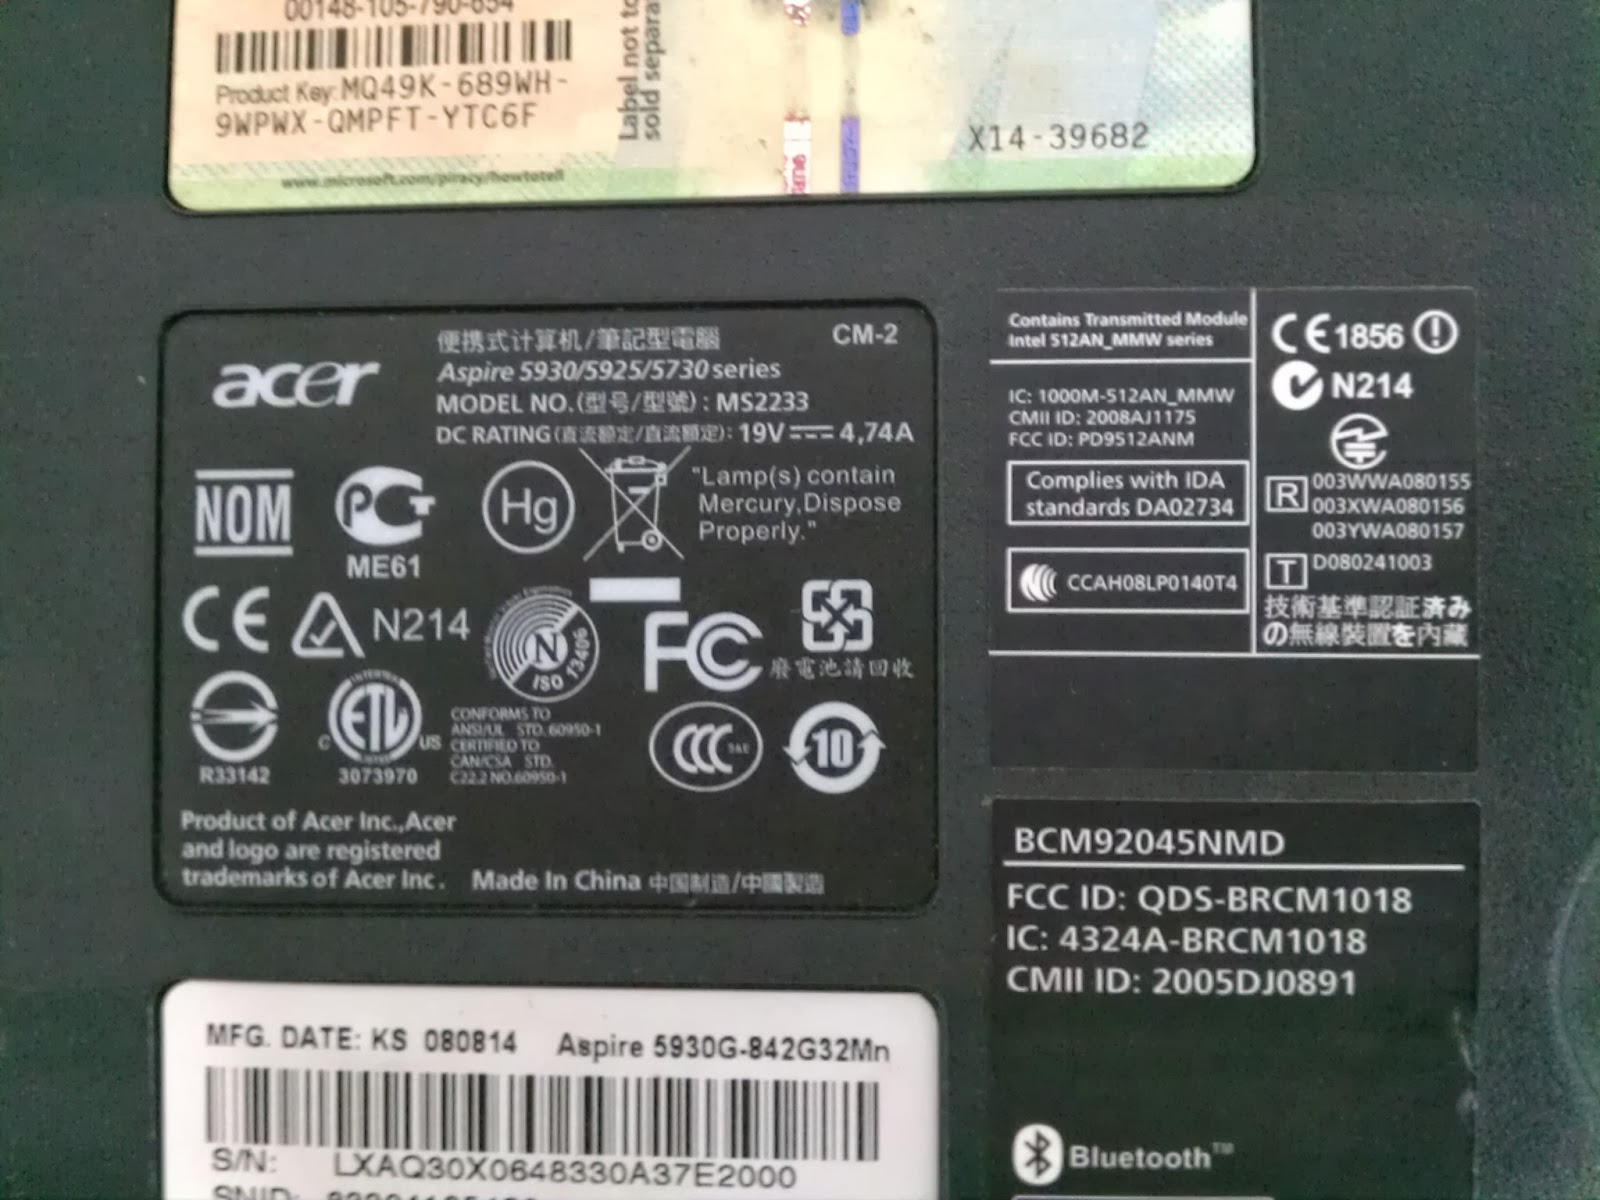 00148-105-790-654
Product Key: MQ49K-689WH-
9WPWX-QMPFT-YTC6F
www.microsoft.com/piracy/howtotell
Label not to
sold separa
X14-39682
acer
便携式计算机/筆記型電腦
CM-2
Aspire 5930/5925/5730 series
MODEL NO.(型号/型號) : MS2233
DC RATING(直流额定/直流額定): 19V 4,74A
NOM
PCT
ME61
Hg
"Lamp(s) contain
Mercury,Dispose
Properly."
CE
N214
N
ISO 13406
FC
廢電池請回收
R33142
INTERTEK
ETL
C US
3073970
CONFORMS TO
ANSI/UL STD. 60950-1
CERTIFIED TO
CAN/CSA STD.
C22.2 NO.60950-1
CCC S&E
10
Product of Acer Inc.,Acer
and logo are registered
trademarks of Acer Inc.
Made In China 中国制造/中國製造
Contains Transmitted Module
Intel 512AN_MMW series
IC: 1000M-512AN_MMW
CMII ID: 2008AJ1175
FCC ID: PD9512ANM
Complies with IDA
standards DA02734
CCAH08LP0140T4
CE1856
N214
R
003WWA080155
003XWA080156
003YWA080157
T D080241003
技術基準認証済み
の無線装置を内蔵
BCM92045NMD
FCC ID: QDS-BRCM1018
IC: 4324A-BRCM1018
CMII ID: 2005DJ0891
Bluetooth™
MFG. DATE: KS 080814 Aspire 5930G-842G32Mn
S/N: LXAQ30X0648330A37E2000
SNID: